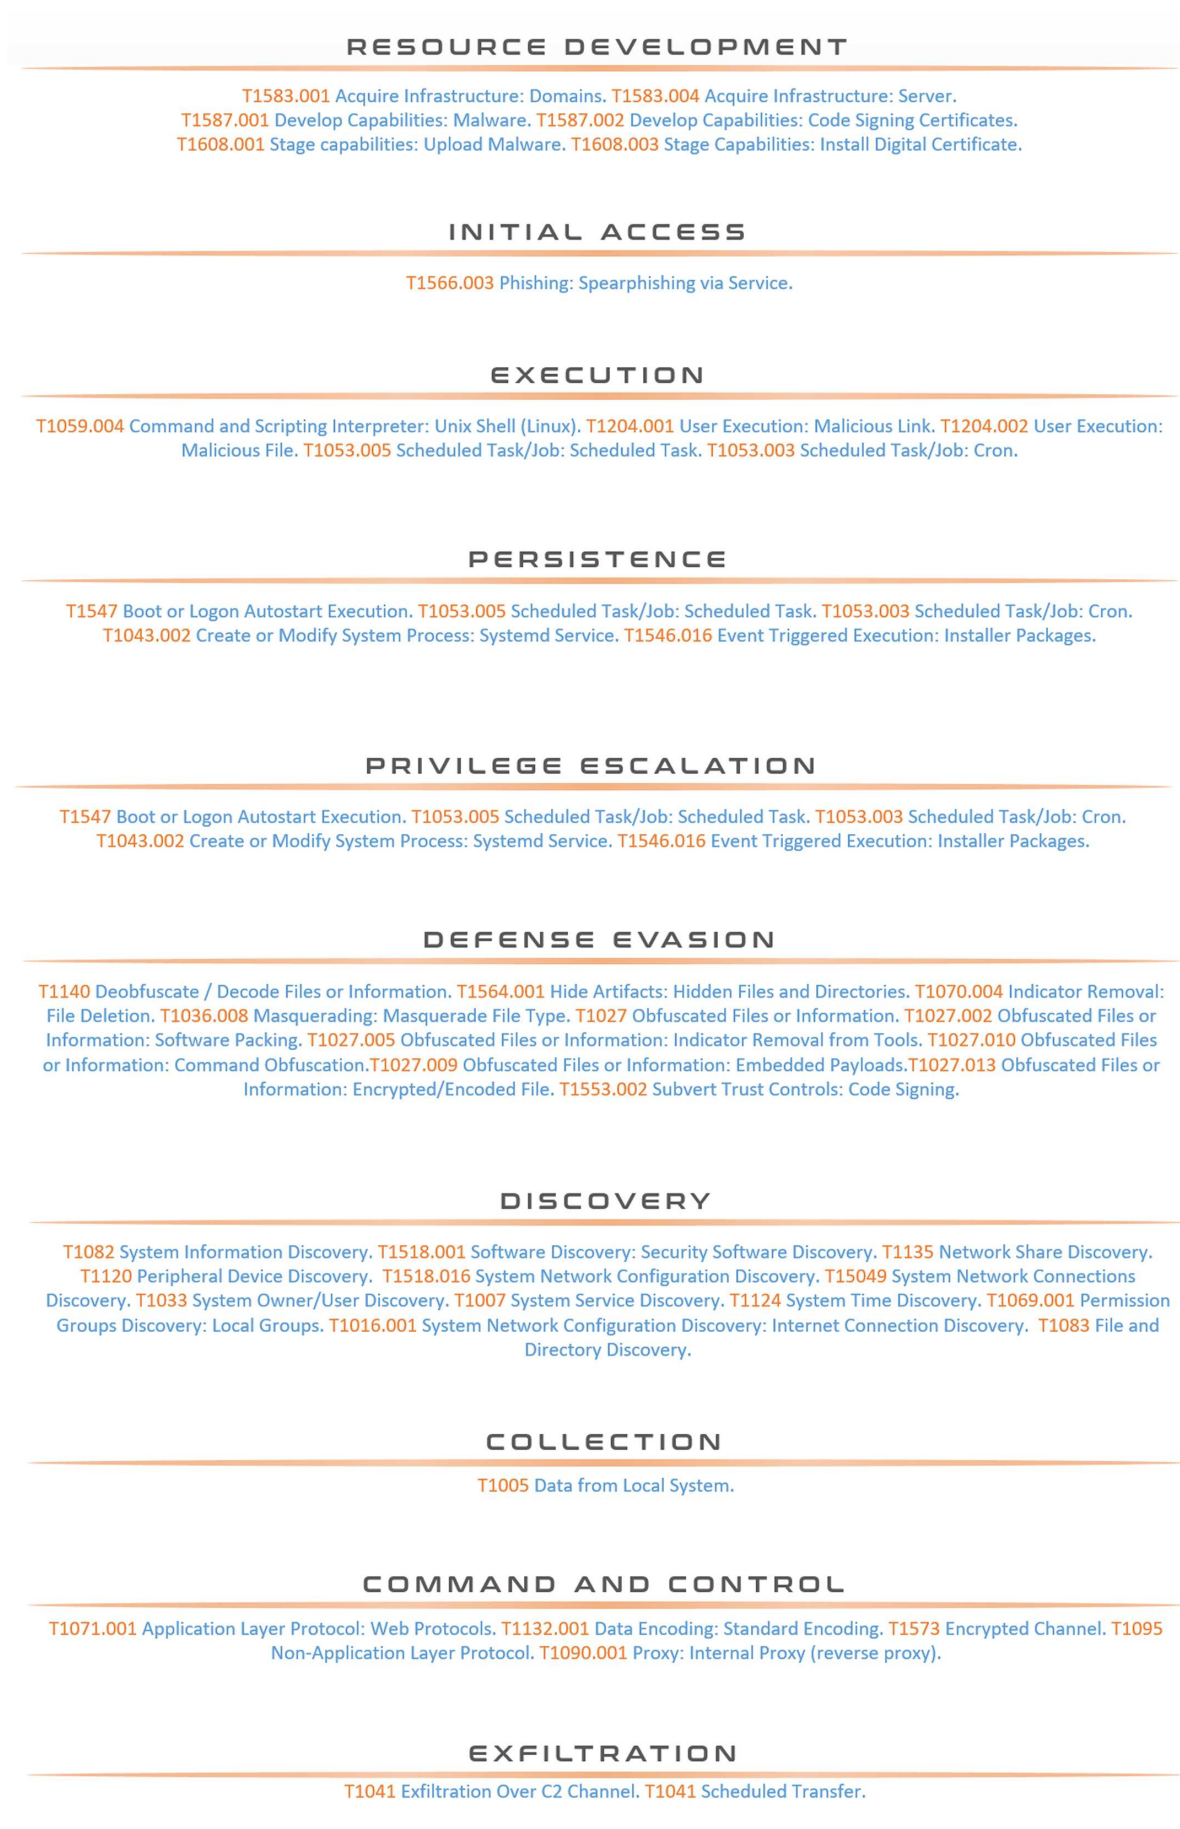 RESOURCE DEVELOPMENT
T1583.001 Acquire Infrastructure: Domains. T1583.004 Acquire Infrastructure: Server.
T1587.001 Develop Capabilities: Malware. T1587.002 Develop Capabilities: Code Signing Certificates.
T1608.001 Stage capabilities: Upload Malware. T1608.003 Stage Capabilities: Install Digital Certificate.
INITIAL ACCESS
T1566.003 Phishing: Spearphishing via Service.
EXECUTION
T1059.004 Command and Scripting Interpreter: Unix Shell (Linux). T1204.001 User Execution: Malicious Link. T1204.002 User Execution:
Malicious File. T1053.005 Scheduled Task/Job: Scheduled Task. T1053.003 Scheduled Task/Job: Cron.
PERSISTENCE
T1547 Boot or Logon Autostart Execution. T1053.005 Scheduled Task/Job: Scheduled Task. T1053.003 Scheduled Task/Job: Cron.
T1043.002 Create or Modify System Process: Systemd Service. T1546.016 Event Triggered Execution: Installer Packages.
PRIVILEGE ESCALATION
T1547 Boot or Logon Autostart Execution. T1053.005 Scheduled Task/Job: Scheduled Task. T1053.003 Scheduled Task/Job: Cron.
T1043.002 Create or Modify System Process: Systemd Service. T1546.016 Event Triggered Execution: Installer Packages.
DEFENSE EVASION
T1140 Deobfuscate / Decode Files or Information. T1564.001 Hide Artifacts: Hidden Files and Directories. T1070.004 Indicator Removal:
File Deletion. T1036.008 Masquerading: Masquerade File Type. T1027 Obfuscated Files or Information. T1027.002 Obfuscated Files or
Information: Software Packing. T1027.005 Obfuscated Files or Information: Indicator Removal from Tools. T1027.010 Obfuscated Files
or Information: Command Obfuscation.T1027.009 Obfuscated Files or Information: Embedded Payloads.T1027.013 Obfuscated Files or
Information: Encrypted/Encoded File. T1553.002 Subvert Trust Controls: Code Signing.
DISCOVERY
T1082 System Information Discovery. T1518.001 Software Discovery: Security Software Discovery. T1135 Network Share Discovery.
T1120 Peripheral Device Discovery. T1518.016 System Network Configuration Discovery. T15049 System Network Connections
Discovery. T1033 System Owner/User Discovery. T1007 System Service Discovery. T1124 System Time Discovery. T1069.001 Permission
Groups Discovery: Local Groups. T1016.001 System Network Configuration Discovery: Internet Connection Discovery. T1083 File and
Directory Discovery.
COLLECTION
T1005 Data from Local System.
COMMAND AND CONTROL
T1071.001 Application Layer Protocol: Web Protocols. T1132.001 Data Encoding: Standard Encoding. T1573 Encrypted Channel. T1095
Non-Application Layer Protocol. T1090.001 Proxy: Internal Proxy (reverse proxy).
EXFILTRATION
T1041 Exfiltration Over C2 Channel. T1041 Scheduled Transfer.